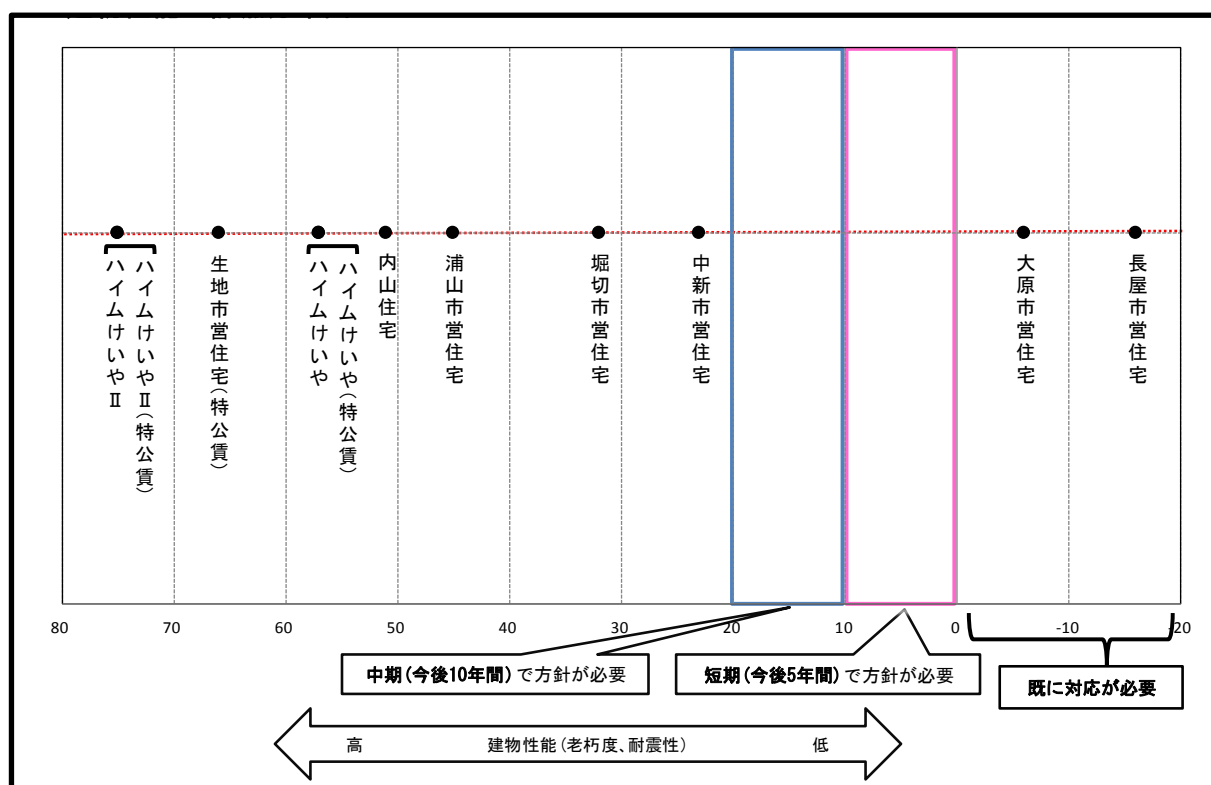 ハイムけいやⅡ
ハイムけいやⅡ(特公賃)
生地市営住宅(特公賃)
ハイムけいや
ハイムけいや(特公賃)
内山住宅
浦山市営住宅
堀切市営住宅
中新市営住宅
大原市営住宅
長屋市営住宅
80 70 60 50 40 30 20 10 0 -10 -20
中期(今後10年間)で方針が必要
短期(今後5年間)で方針が必要
既に対応が必要
高 建物性能(老朽度、耐震性) 低